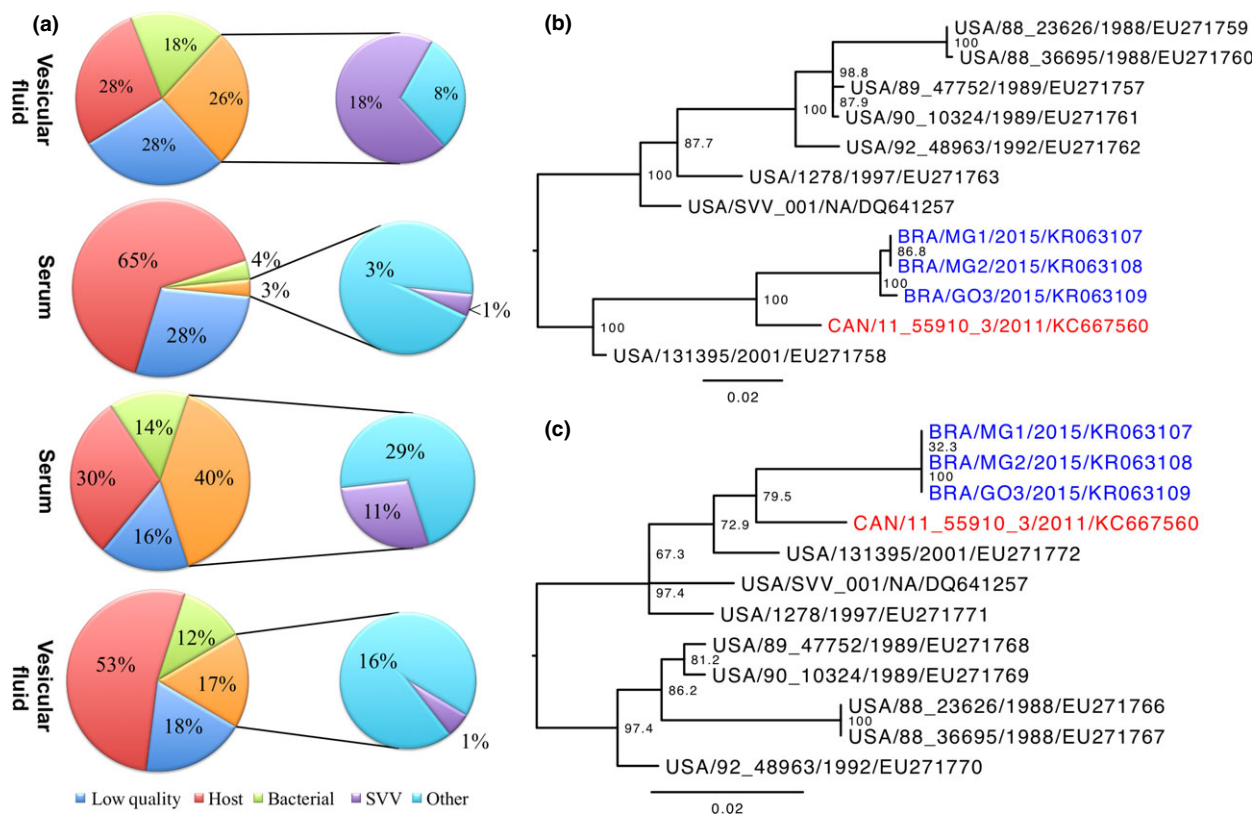 (a)
Vesicular
fluid
18%
28%
26%
28%
18%
8%
Serum
65%
4%
3%
28%
3%
<1%
Serum
14%
30%
40%
16%
29%
11%
Vesicular
fluid
53%
12%
17%
18%
16%
1%
Low quality Host Bacterial SVV Other
(b)
USA/88_23626/1988/EU271759
100
USA/88_36695/1988/EU271760
98.8
USA/89_47752/1989/EU271757
100
87.9
USA/90_10324/1989/EU271761
87.7
USA/92_48963/1992/EU271762
100
USA/1278/1997/EU271763
USA/SVV_001/NA/DQ641257
BRA/MG1/2015/KR063107
86.8
BRA/MG2/2015/KR063108
100
BRA/GO3/2015/KR063109
100
CAN/11_55910_3/2011/KC667560
100
USA/131395/2001/EU271758
0.02
(c)
BRA/MG1/2015/KR063107
32.3
BRA/MG2/2015/KR063108
100
BRA/GO3/2015/KR063109
79.5
CAN/11_55910_3/2011/KC667560
72.9
USA/131395/2001/EU271772
67.3
USA/SVV_001/NA/DQ641257
97.4
USA/1278/1997/EU271771
USA/89_47752/1989/EU271768
81.2
USA/90_10324/1989/EU271769
86.2
USA/88_23626/1988/EU271766
100
97.4
USA/88_36695/1988/EU271767
USA/92_48963/1992/EU271770
0.02